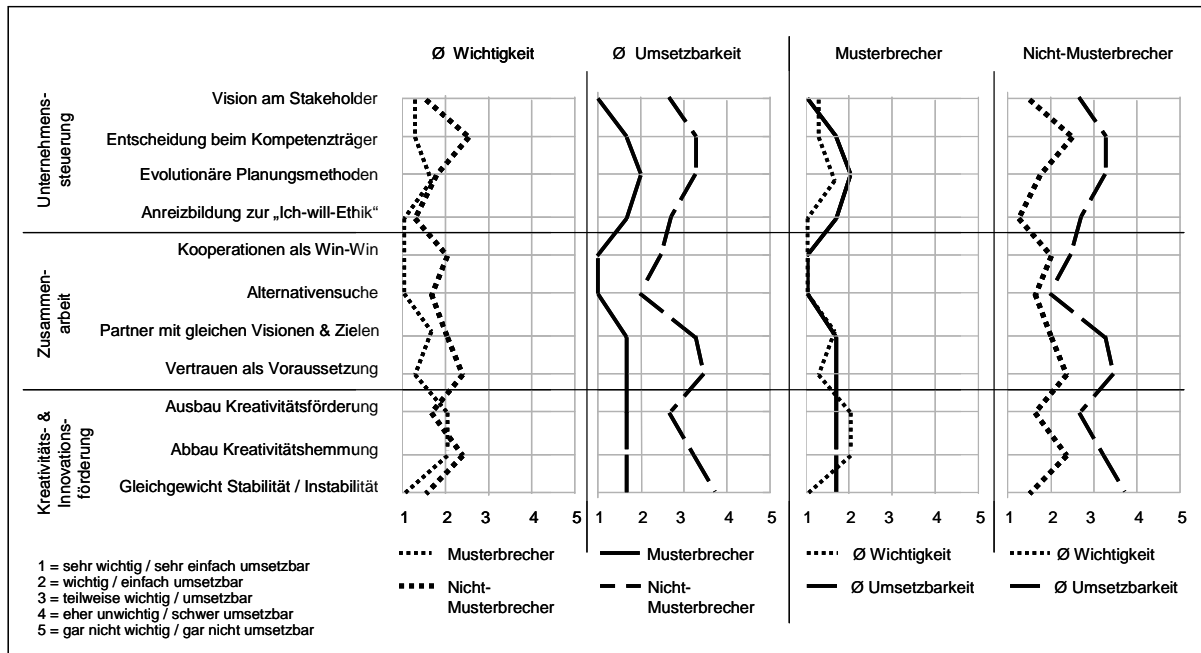 Ø Wichtigkeit
Ø Umsetzbarkeit
Musterbrecher
Nicht-Musterbrecher
Unternehmens-
steuerung
Vision am Stakeholder
Entscheidung beim Kompetenzträger
Evolutionäre Planungsmethoden
Anreizbildung zur „Ich-will-Ethik“
Zusammen-
arbeit
Kooperationen als Win-Win
Alternativensuche
Partner mit gleichen Visionen & Zielen
Vertrauen als Voraussetzung
Kreativitäts- &
Innovations-
förderung
Ausbau Kreativitätsförderung
Abbau Kreativitätshemmung
Gleichgewicht Stabilität / Instabilität
1 2 3 4 5
1 2 3 4 5
1 2 3 4 5
1 2 3 4 5
Musterbrecher
Nicht-
Musterbrecher
Musterbrecher
Nicht-
Musterbrecher
Ø Wichtigkeit
Ø Umsetzbarkeit
Ø Wichtigkeit
Ø Umsetzbarkeit
1 = sehr wichtig / sehr einfach umsetzbar
2 = wichtig / einfach umsetzbar
3 = teilweise wichtig / umsetzbar
4 = eher unwichtig / schwer umsetzbar
5 = gar nicht wichtig / gar nicht umsetzbar